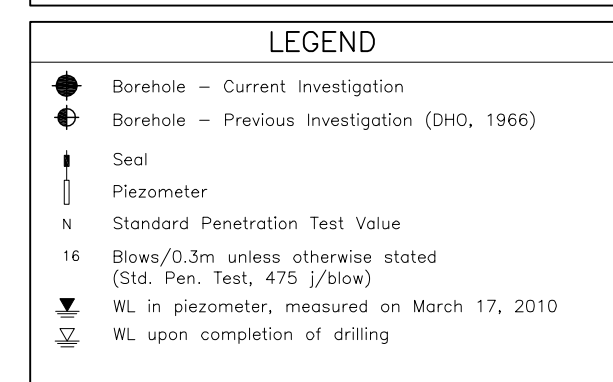 LEGEND
Borehole – Current Investigation
Borehole – Previous Investigation (DHO, 1966)
Seal
Piezometer
N Standard Penetration Test Value
16 Blows/0.3m unless otherwise stated
(Std. Pen. Test, 475 j/blow)
WL in piezometer, measured on March 17, 2010
WL upon completion of drilling